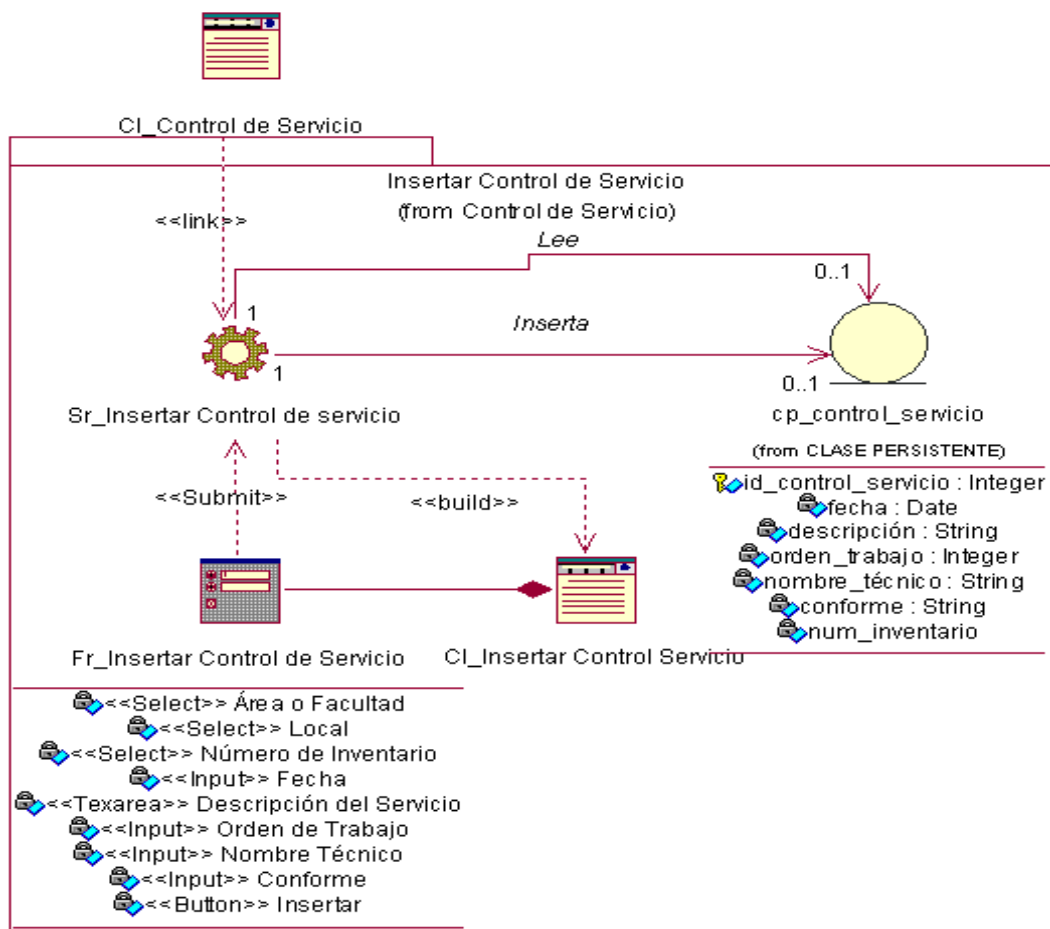 Cl_Control de Servicio
Insertar Control de Servicio
(from Control de Servicio)
<<link>>
Lee
0..1
1
Inserta
1
0..1
Sr_Insertar Control de servicio
cp_control_servicio
(from CLASE PERSISTENTE)
<<Submit>>
<<build>>
id_control_servicio : Integer
fecha : Date
descripción : String
orden_trabajo : Integer
nombre_técnico : String
conforme : String
num_inventario
Fr_Insertar Control de Servicio
Cl_Insertar Control Serviciu
<<Select>> Área o Facultad
<<Select>> Local
<<Select>> Número de Inventario
<<Input>> Fecha
<<Texarea>> Descripción del Servicio
<<Input>> Orden de Trabajo
<<Input>> Nombre Técnico
<<Input>> Conforme
<<Button>> Insertar